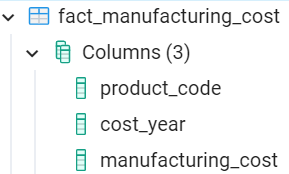 fact_manufacturing_cost
Columns (3)
product_code
cost_year
manufacturing_cost